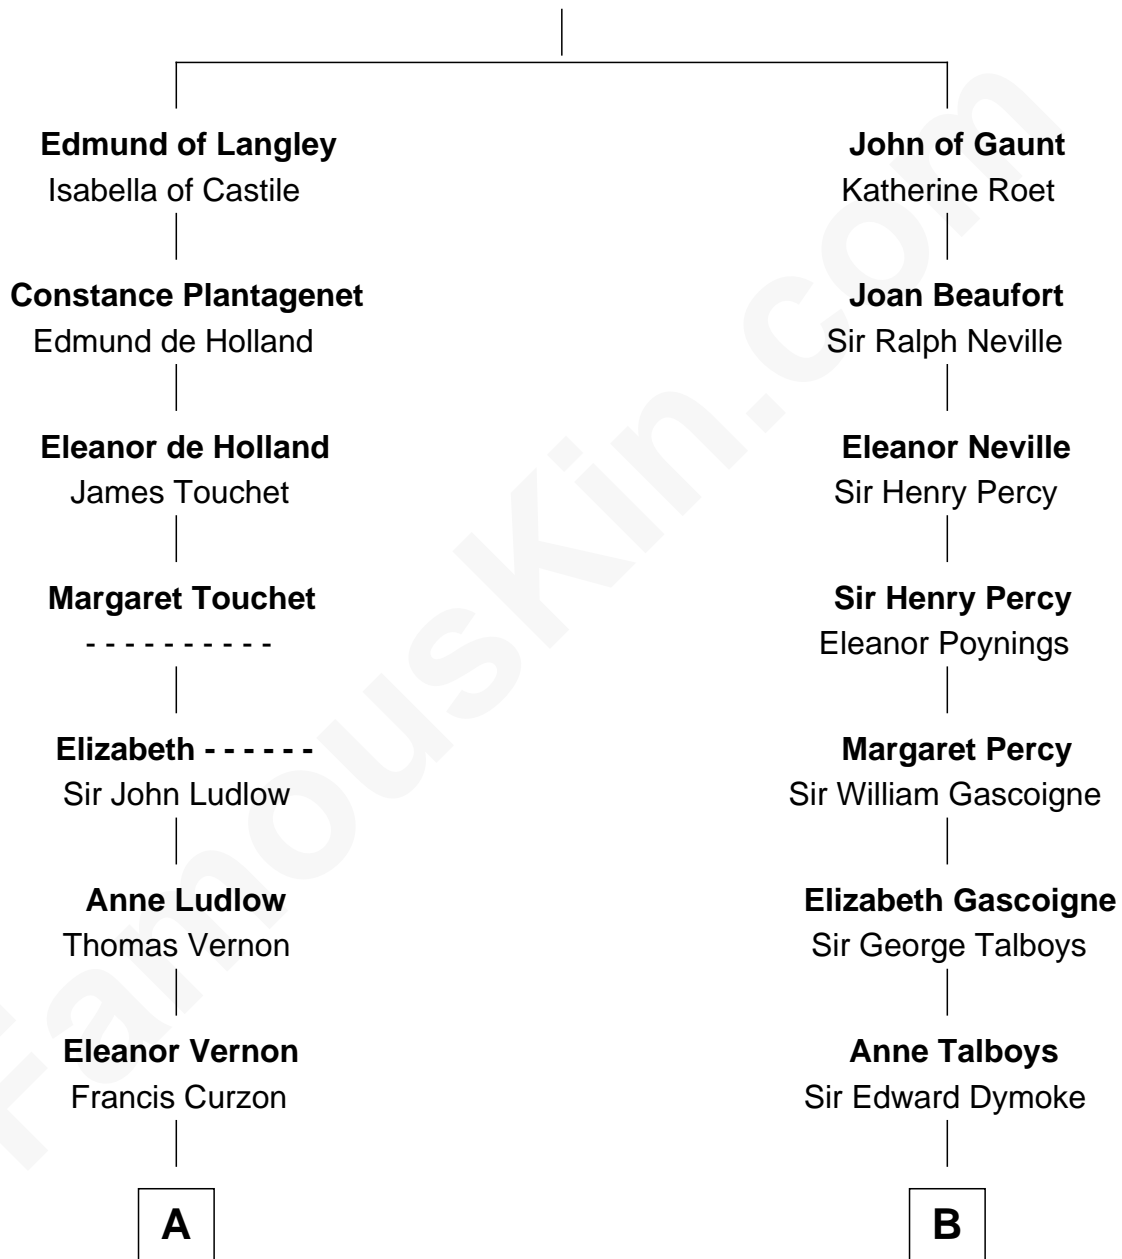 Edmund of Langley
Isabella of Castile
Constance Plantagenet
Edmund de Holland
Eleanor de Holland
James Touchet
Margaret Touchet
- - - - - - - - - -
Elizabeth - - - - - -
Sir John Ludlow
Anne Ludlow
Thomas Vernon
Eleanor Vernon
Francis Curzon
A
John of Gaunt
Katherine Roet
Joan Beaufort
Sir Ralph Neville
Eleanor Neville
Sir Henry Percy
Sir Henry Percy
Eleanor Poynings
Margaret Percy
Sir William Gascoigne
Elizabeth Gascoigne
Sir George Talboys
Anne Talboys
Sir Edward Dymoke
B
FamousKin.com